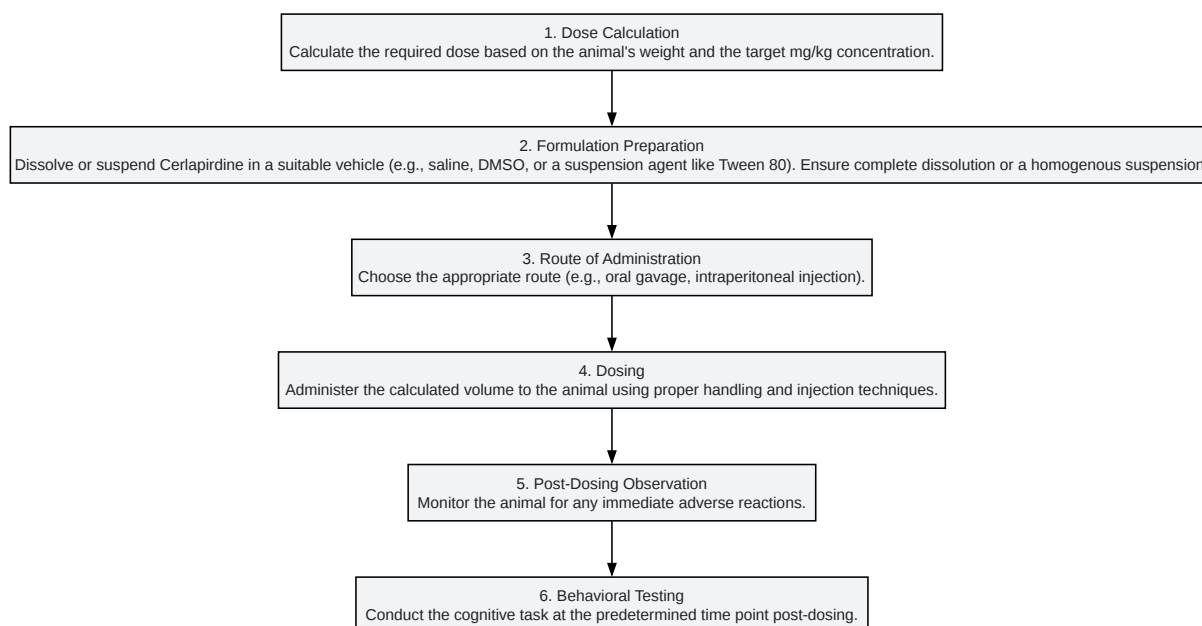 1. Dose Calculation
Calculate the required dose based on the animal's weight and the target mg/kg concentration.
2. Formulation Preparation
Dissolve or suspend Cerlapirdine in a suitable vehicle (e.g., saline, DMSO, or a suspension agent like Tween 80). Ensure complete dissolution or a homogenous suspension
3. Route of Administration
Choose the appropriate route (e.g., oral gavage, intraperitoneal injection).
4. Dosing
Administer the calculated volume to the animal using proper handling and injection techniques.
5. Post-Dosing Observation
Monitor the animal for any immediate adverse reactions.
6. Behavioral Testing
Conduct the cognitive task at the predetermined time point post-dosing.